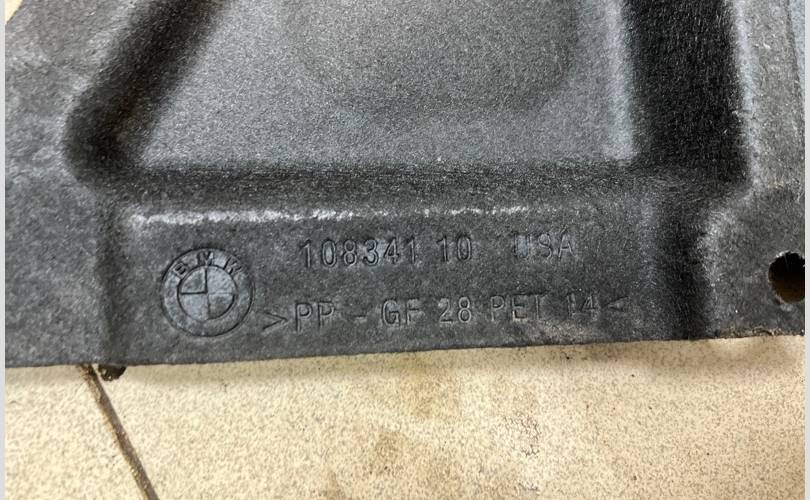 BMW
108341 10 USA
>PP - GF 28 PET 14<